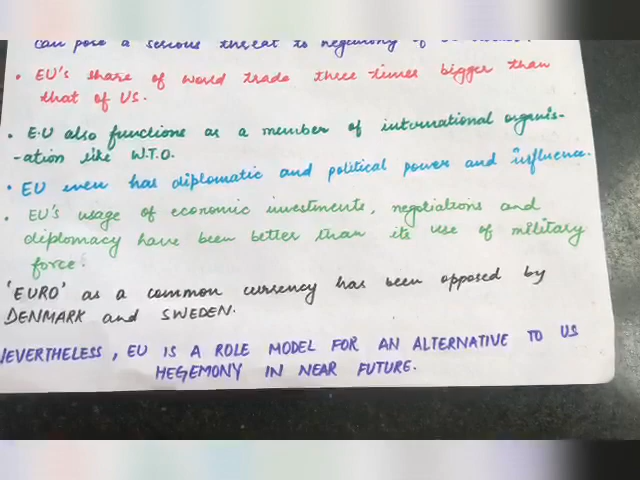 can pose a serious threat to hegemony of
• EU's share of world trade three-times bigger than
that of US.
• E.U also functions as a member of international organis-
-ation like W.T.O.
• EU even has diplomatic and political power and influence.
• EU's usage of economic investments, negotiations and
diplomacy have been better than its use of military
force.
'EURO' as a common currency has been opposed by
DENMARK and SWEDEN.
NEVERTHELESS, EU IS A ROLE MODEL FOR AN ALTERNATIVE TO US
HEGEMONY IN NEAR FUTURE.